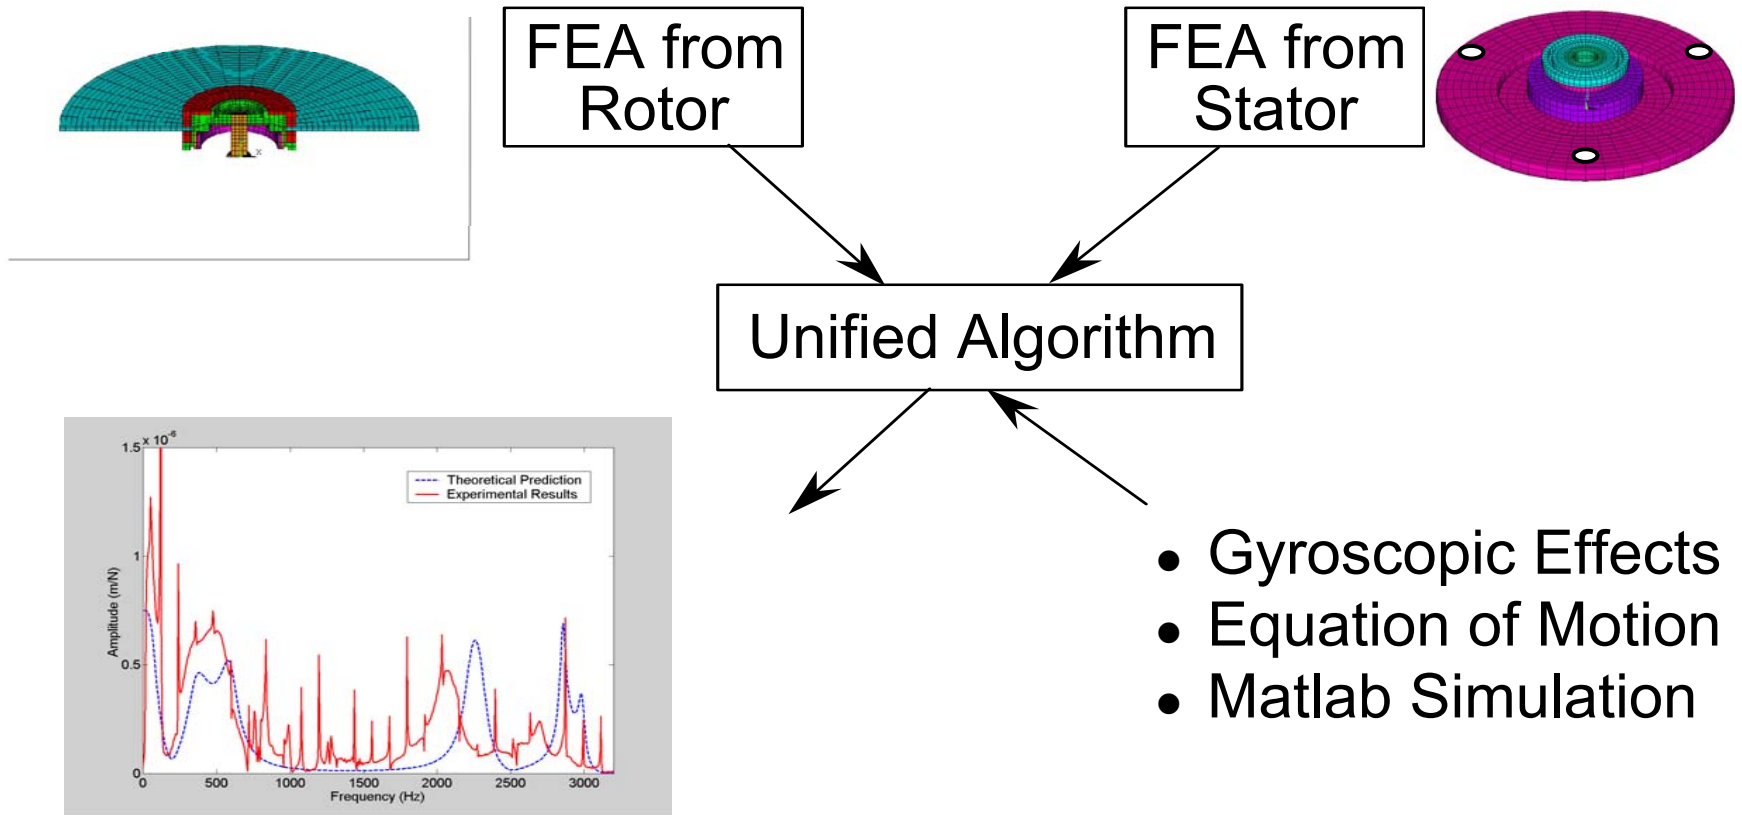 FEA from
Rotor
FEA from
Stator
x
Unified Algorithm
x 10-6
1.5
1
0.5
0
Amplitude (m/N)
Theoretical Prediction
Experimental Results
0 500 1000 1500 2000 2500 3000
Frequency (Hz)
● Gyroscopic Effects
● Equation of Motion
● Matlab Simulation